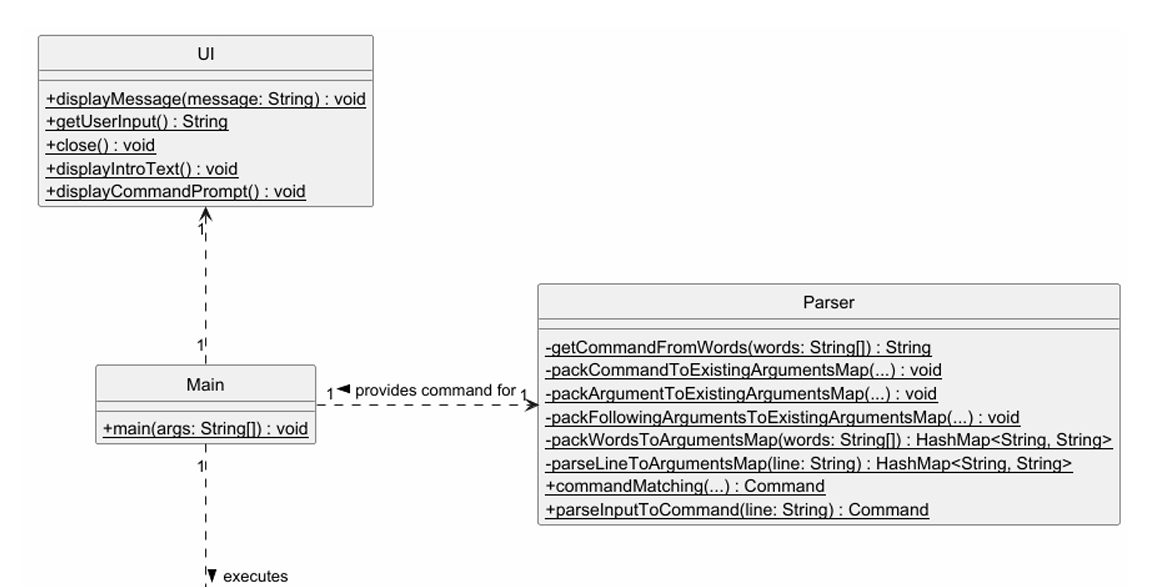 UI
+displayMessage(message: String) : void
+getUserInput() : String
+close() : void
+displayIntroText() : void
+displayCommandPrompt() : void
1
1
Main
+main(args: String[]) : void
1
1 ◄ provides command for 1
Parser
-getCommandFromWords(words: String[]) : String
-packCommandToExistingArgumentsMap(...) : void
-packArgumentToExistingArgumentsMap(...) : void
-packFollowingArgumentsToExistingArgumentsMap(...) : void
-packWordsToArgumentsMap(words: String[]) : HashMap<String, String>
-parseLineToArgumentsMap(line: String) : HashMap<String, String>
+commandMatching(...) : Command
+parseInputToCommand(line: String) : Command
▼ executes